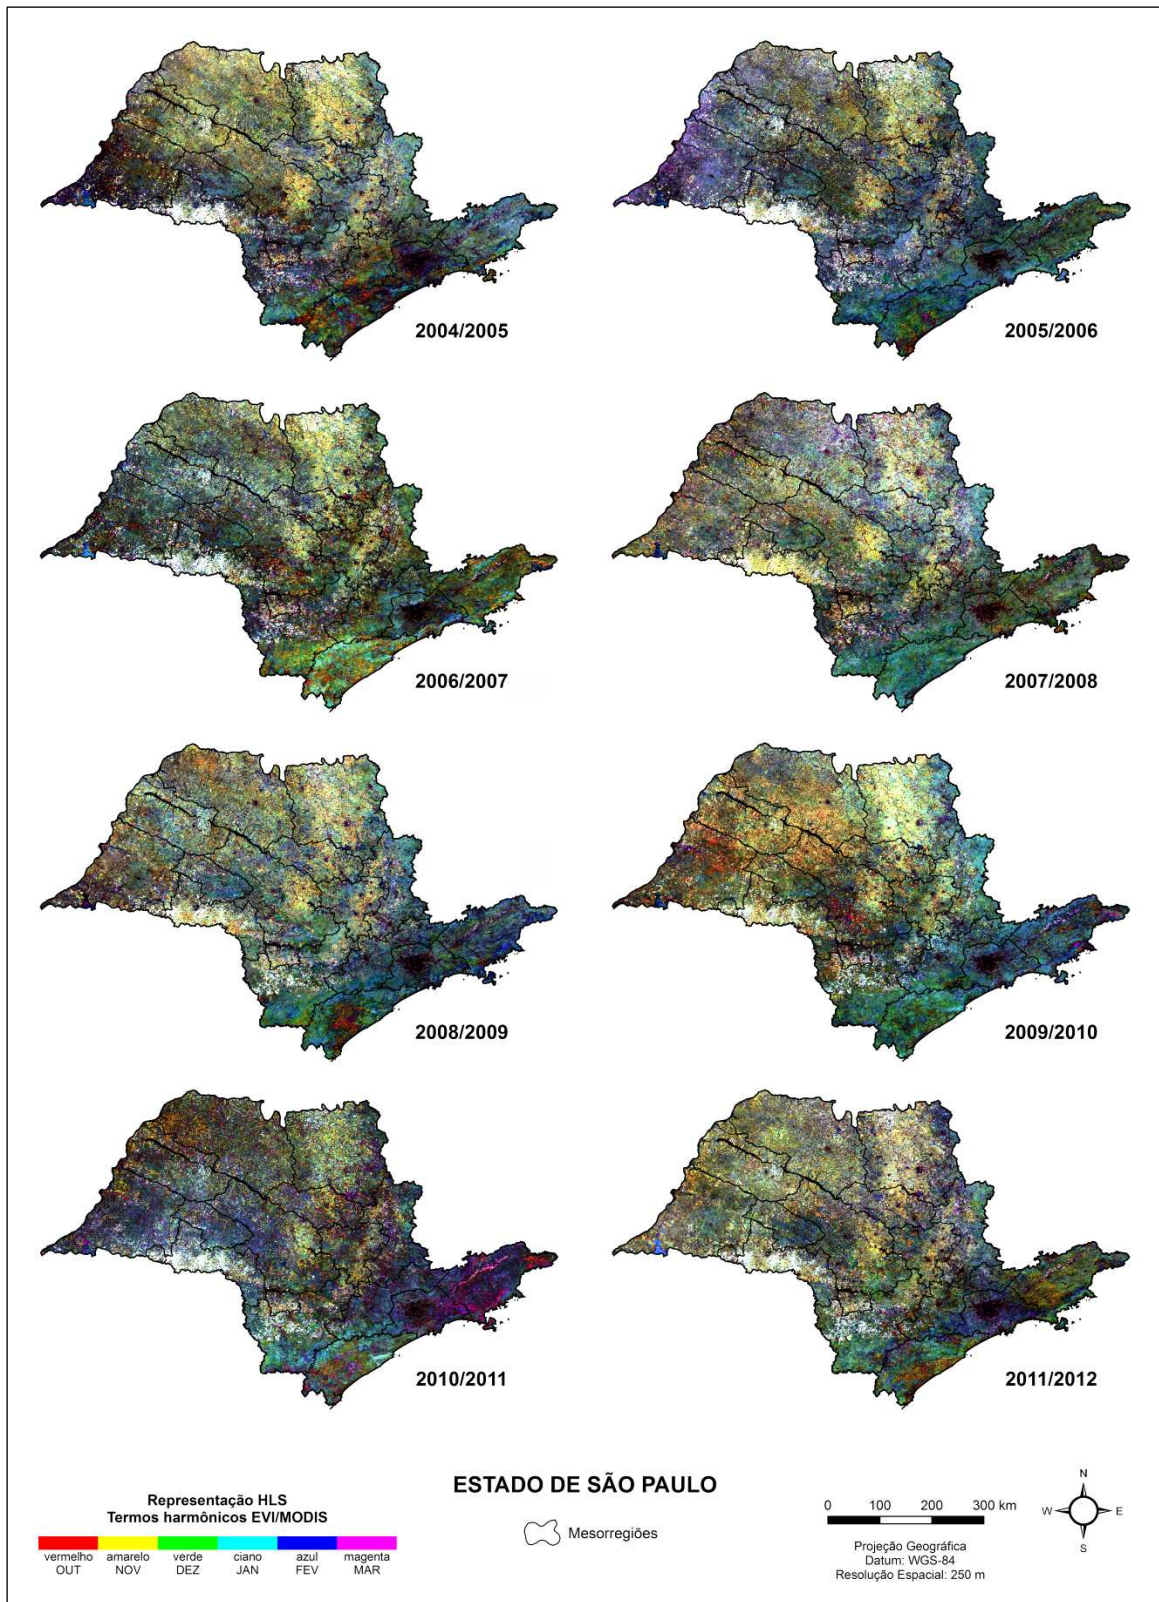 2004/2005
2005/2006
2006/2007
2007/2008
2008/2009
2009/2010
2010/2011
2011/2012
ESTADO DE SÃO PAULO
Mesorregiões
Representação HLS
Termos harmônicos EVI/MODIS
vermelho amarelo verde ciano azul magenta
OUT NOV DEZ JAN FEV MAR
0 100 200 300 km
Projeção Geográfica
Datum: WGS-84
Resolução Espacial: 250 m
N
W E
S